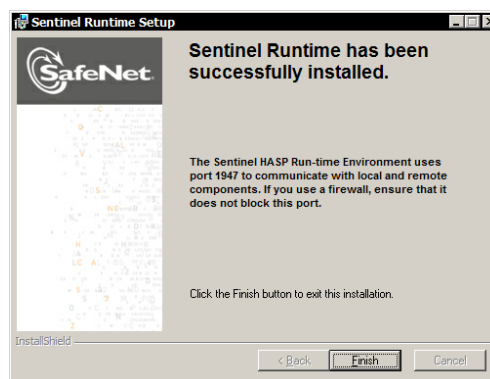 Sentinel Runtime Setup
SafeNet.
Sentinel Runtime has been
successfully installed.
The Sentinel HASP Run-time Environment uses
port 1947 to communicate with local and remote
components. If you use a firewall, ensure that it
does not block this port.
Click the Finish button to exit this installation.
InstallShield
< Back
Finish
Cancel